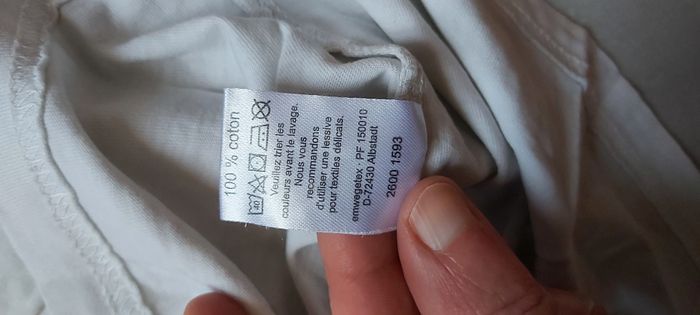 100 % coton
40
Veuillez trier les
couleurs avant le lavage.
Nous vous
recommandons
d'utiliser une lessive
pour textiles délicats.
emwegetex · PF 150010
D-72430 Albstadt
2600 1593